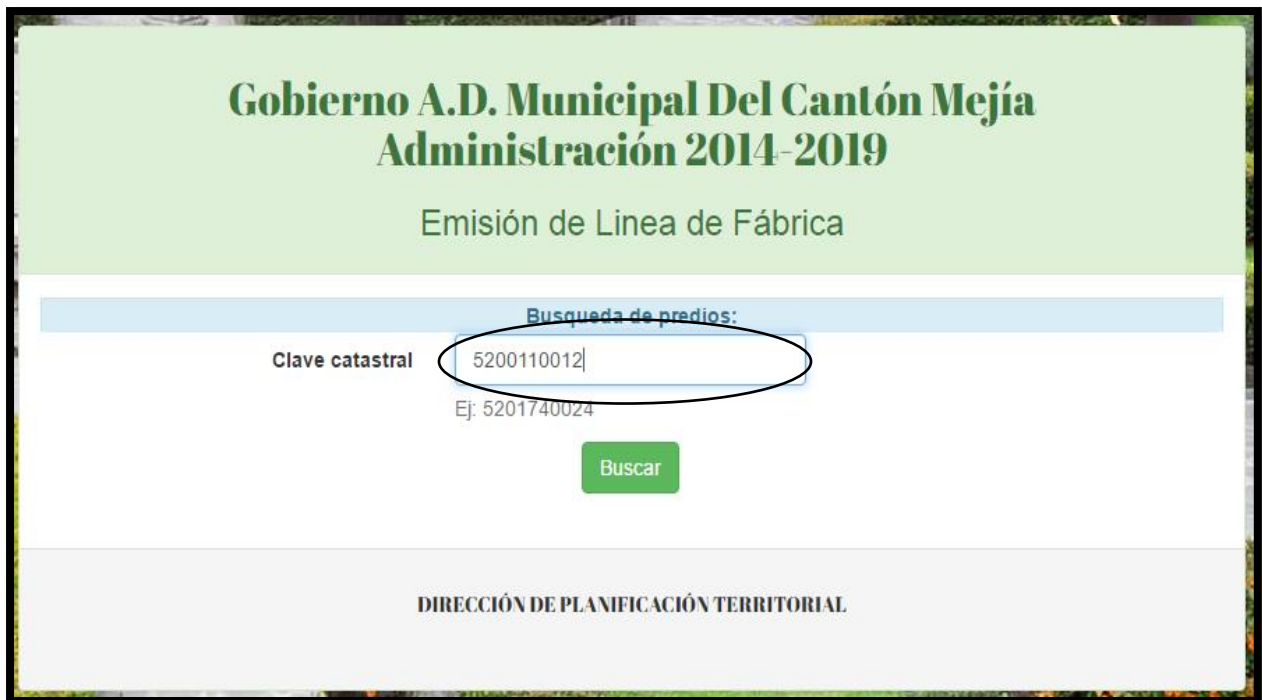 Gobierno A.D. Municipal Del Cantón Mejía
Administración 2014-2019
Emisión de Linea de Fábrica
Busqueda de predios:
Clave catastral 5200110012
Ej: 5201740024
Buscar
DIRECCIÓN DE PLANIFICACIÓN TERRITORIAL